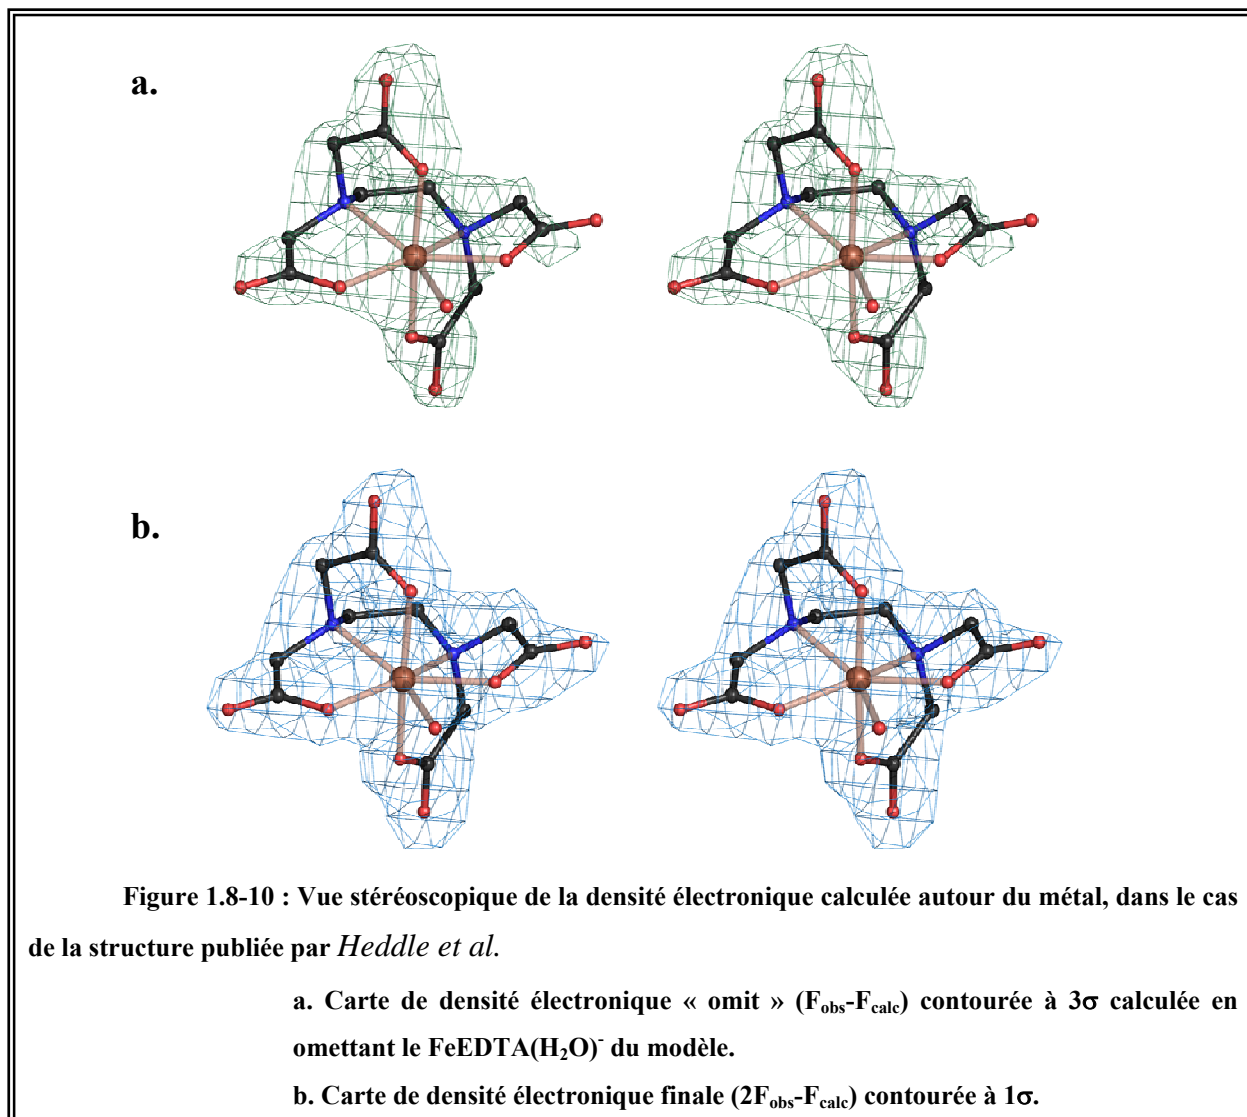 a.
b.
Figure 1.8-10 : Vue stéréoscopique de la densité électronique calculée autour du métal, dans le cas
de la structure publiée par Heddle et al.
a. Carte de densité électronique « omit » (Fobs-Fcalc) contourée à 3σ calculée en
omettant le FeEDTA(H2O)- du modèle.
b. Carte de densité électronique finale (2Fobs-Fcalc) contourée à 1σ.